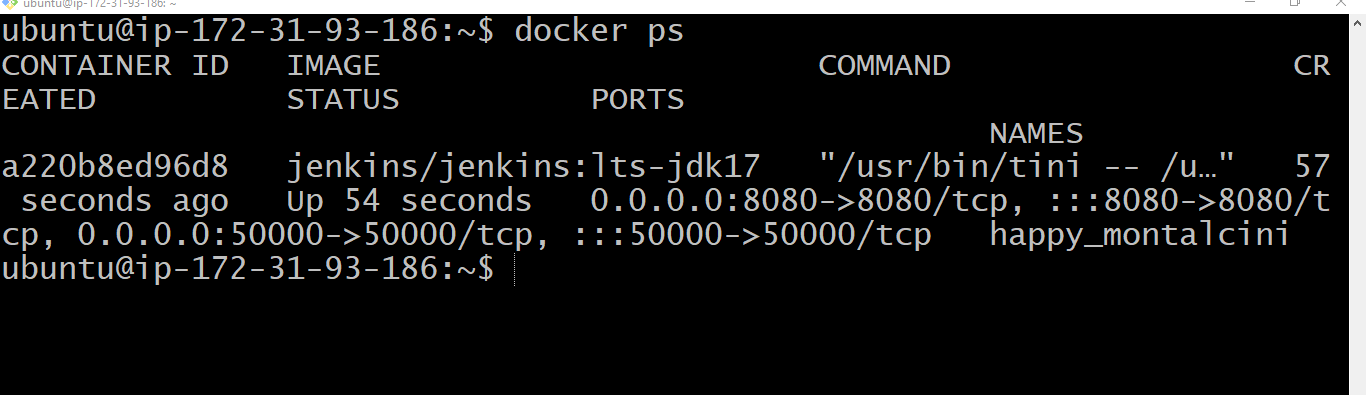 ubuntu@ip-172-31-93-186: ~
ubuntu@ip-172-31-93-186:~$ docker ps
CONTAINER ID   IMAGE                       COMMAND                  CR
EATED          STATUS          PORTS
                                                    NAMES
a220b8ed96d8   jenkins/jenkins:lts-jdk17   "/usr/bin/tini -- /u…"   57
 seconds ago   Up 54 seconds   0.0.0.0:8080->8080/tcp, :::8080->8080/t
cp, 0.0.0.0:50000->50000/tcp, :::50000->50000/tcp   happy_montalcini
ubuntu@ip-172-31-93-186:~$